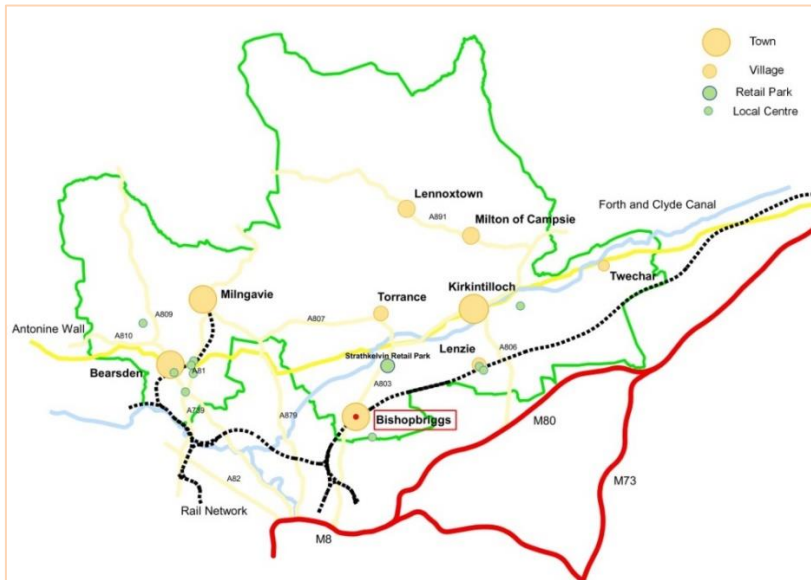 Town
Village
Retail Park
Local Centre
Lennoxtown
A891
Milton of Campsie
Forth and Clyde Canal
Twechar
Milngavie
Kirkintilloch
Torrance
A809
A807
Antonine Wall
A810
Strathkelvin Retail Park
Lenzie
A806
Bearsden
A81
A803
A739
A879
Bishopbriggs
M80
A82
M73
Rail Network
M8